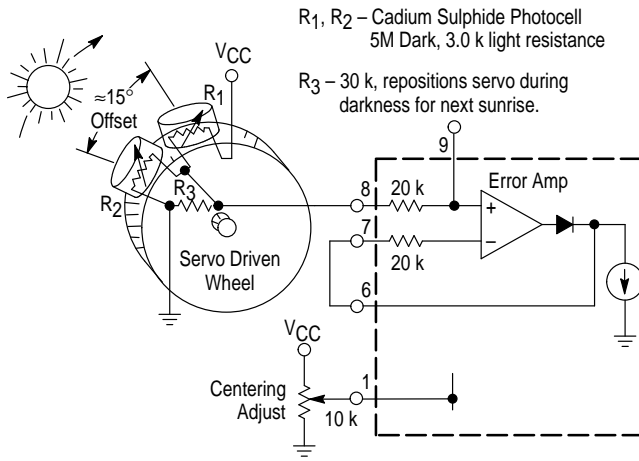 R1, R2 – Cadium Sulphide Photocell
5M Dark, 3.0 k light resistance
R3 – 30 k, repositions servo during
darkness for next sunrise.
VCC
≈15°
Offset
R1
R2
R3
Servo Driven
Wheel
9
8
20 k
Error Amp
+
7
–
20 k
6
VCC
Centering
Adjust
10 k
1